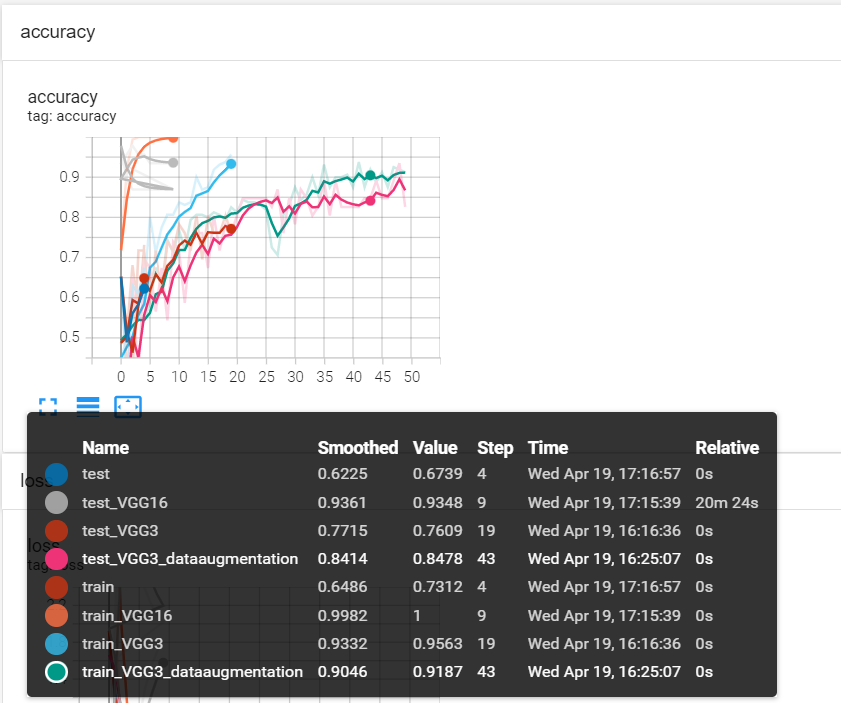 accuracy
accuracy
tag: accuracy
0.9
0.8
0.7
0.6
0.5
0 5 10 15 20 25 30 35 40 45 50
loss
loss
Name Smoothed Value Step Time Relative
test 0.6225 0.6739 4 Wed Apr 19, 17:16:57 0s
test_VGG16 0.9361 0.9348 9 Wed Apr 19, 17:15:39 20m 24s
test_VGG3 0.7715 0.7609 19 Wed Apr 19, 16:16:36 0s
test_VGG3_dataaugmentation 0.8414 0.8478 43 Wed Apr 19, 16:25:07 0s
train 0.6486 0.7312 4 Wed Apr 19, 17:16:57 0s
train_VGG16 0.9982 1 9 Wed Apr 19, 17:15:39 0s
train_VGG3 0.9332 0.9563 19 Wed Apr 19, 16:16:36 0s
train_VGG3_dataaugmentation 0.9046 0.9187 43 Wed Apr 19, 16:25:07 0s